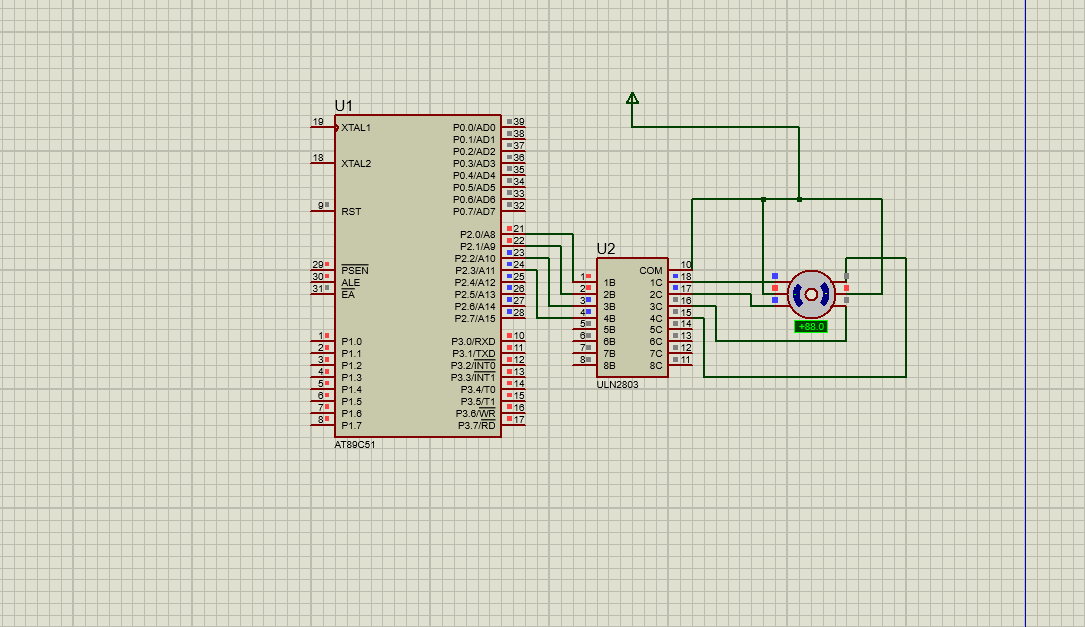 U1
19 XTAL1 P0.0/AD0 39
P0.1/AD1 38
P0.2/AD2 37
18 XTAL2 P0.3/AD3 36
P0.4/AD4 35
P0.5/AD5 34
P0.6/AD6 33
9 RST P0.7/AD7 32
P2.0/A8 21
P2.1/A9 22
P2.2/A10 23
29 PSEN P2.3/A11 24
30 ALE P2.4/A12 25
31 EA P2.5/A13 26
P2.6/A14 27
P2.7/A15 28
1 P1.0 P3.0/RXD 10
2 P1.1 P3.1/TXD 11
3 P1.2 P3.2/INT0 12
4 P1.3 P3.3/INT1 13
5 P1.4 P3.4/T0 14
6 P1.5 P3.5/T1 15
7 P1.6 P3.6/WR 16
8 P1.7 P3.7/RD 17
AT89C51
U2
COM 10
1 1B 1C 18
2 2B 2C 17
3 3B 3C 16
4 4B 4C 15
5 5B 5C 14
6 6B 6C 13
7 7B 7C 12
8 8B 8C 11
ULN2803
+88.0